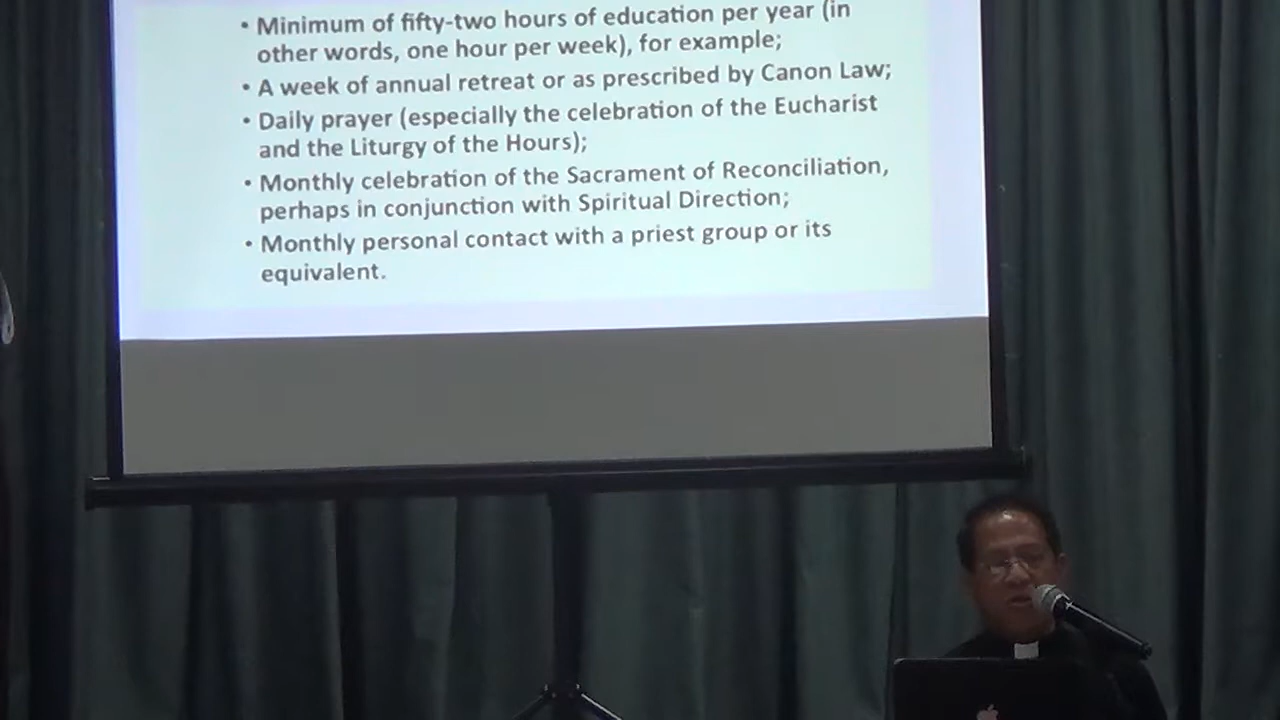 • Minimum of fifty-two hours of education per year (in
other words, one hour per week), for example;
• A week of annual retreat or as prescribed by Canon Law;
• Daily prayer (especially the celebration of the Eucharist
and the Liturgy of the Hours);
• Monthly celebration of the Sacrament of Reconciliation,
perhaps in conjunction with Spiritual Direction;
• Monthly personal contact with a priest group or its
equivalent.